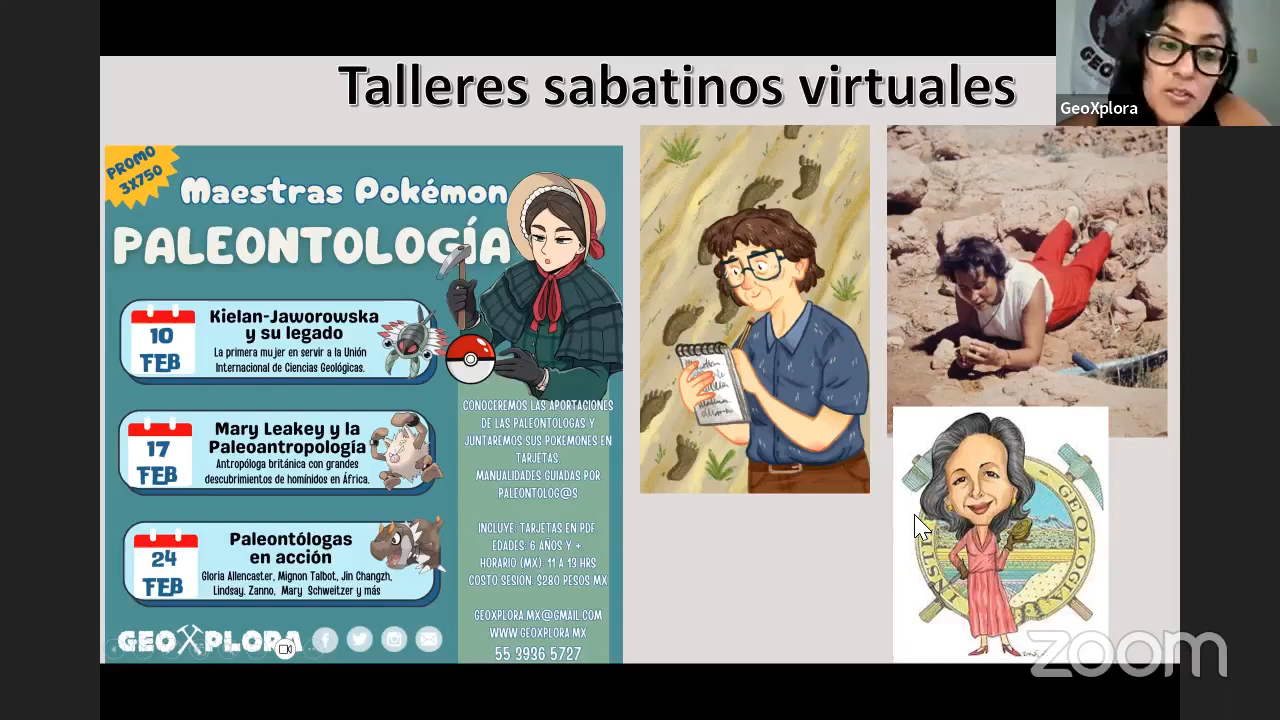 Talleres sabatinos virtuales
GeoXplora
PROMO
3X750
Maestras Pokémon
PALEONTOLOGÍA
10
FEB
Kielan-Jaworowska
y su legado
La primera mujer en servir a la Unión
Internacional de Ciencias Geológicas.
17
FEB
Mary Leakey y la
Paleoantropología
Antropóloga británica con grandes
descubrimientos de homínidos en África.
24
FEB
Paleontólogas
en acción
Gloria Allencaster, Mignon Talbot, Jin Changzh,
Lindsay. Zanno, Mary Schweitzer y más
CONOCEREMOS LAS APORTACIONES
DE LAS PALEONTOLOGAS Y
JUNTAREMOS SUS POKEMONES EN
TARJETAS.
MANUALIDADES GUIADAS POR
PALEONTOLOG@S
INCLUYE: TARJETAS EN PDF.
EDADES: 6 AÑOS Y +
HORARIO (MX): 11 A 13 HRS
COSTO SESIÓN: $280 PESOS MX
GEOXPLORA.MX@GMAIL.COM
WWW.GEOXPLORA.MX
55 3936 5727
GEOXPLORA
GEOLOGIA
zoom